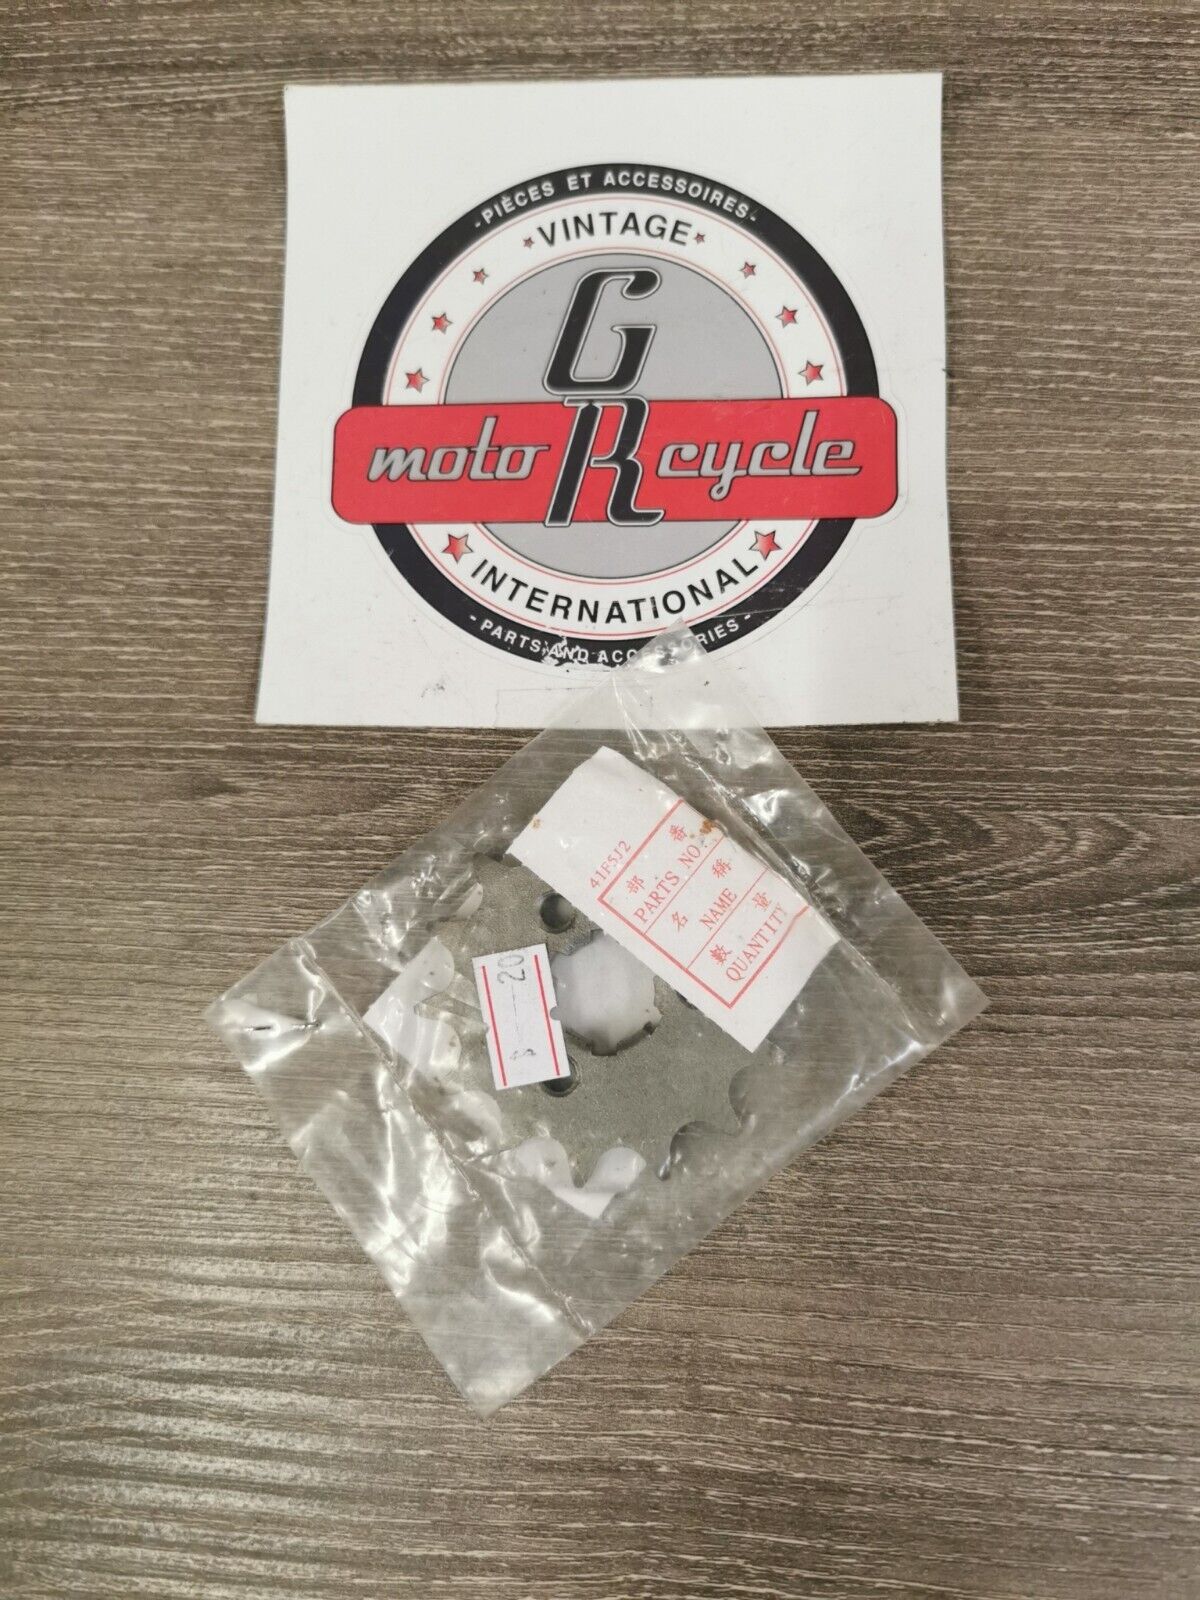 - PIÈCES ET ACCESSOIRES -
VINTAGE
GR
moto cycle
INTERNATIONAL
- PARTS AND ACCESSORIES -
41F5J2
部 番
PARTS NO.
名 稱
NAME
數 量
QUANTITY
20